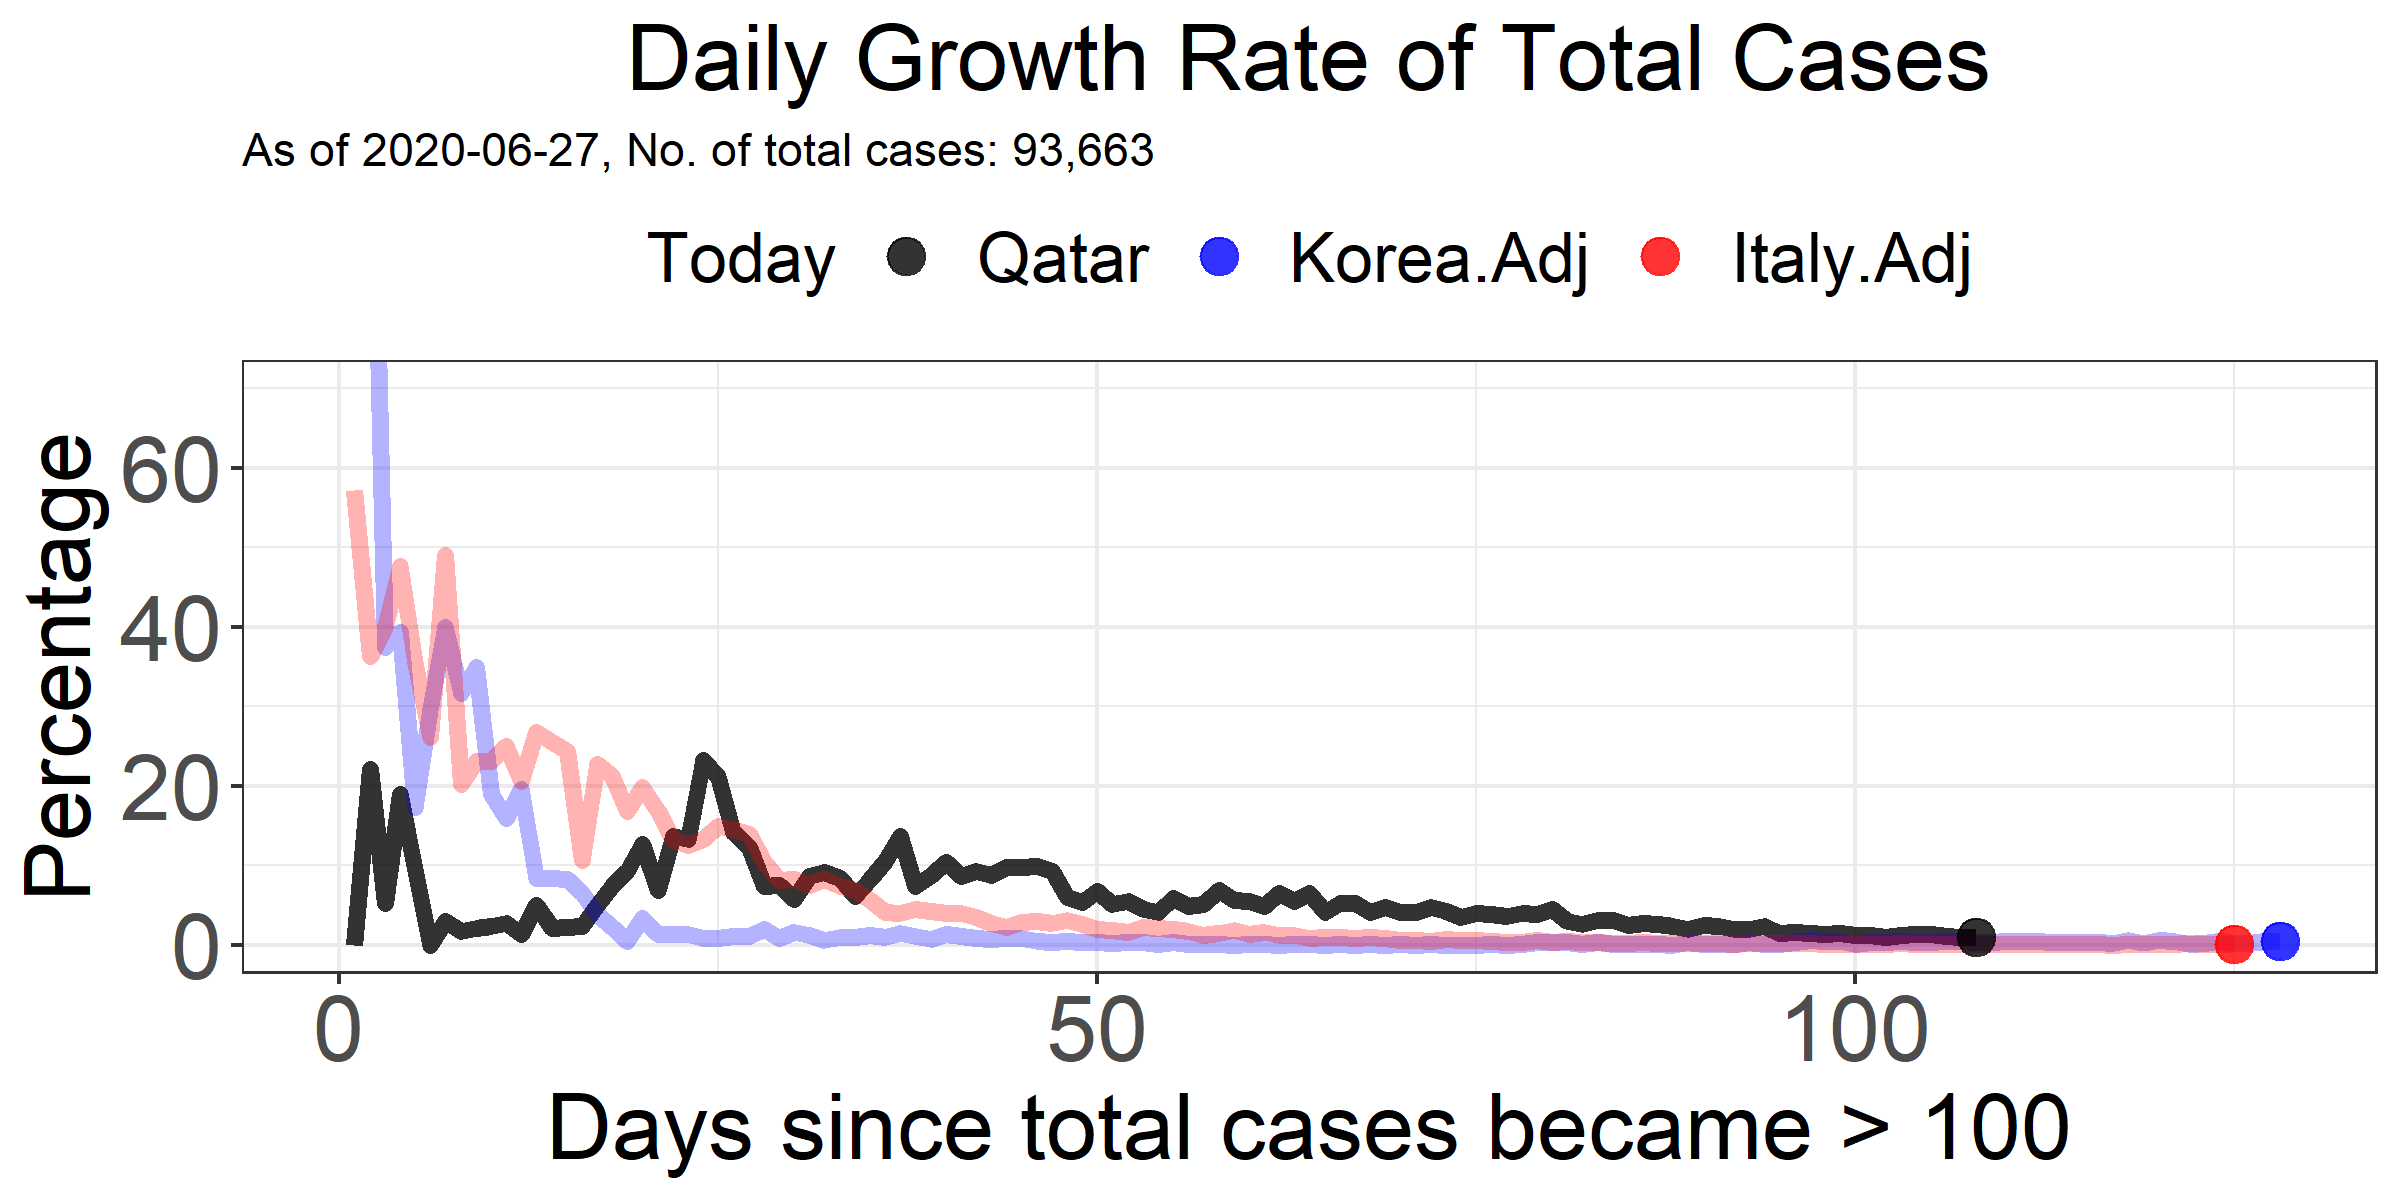 Daily Growth Rate of Total Cases
As of 2020-06-27, No. of total cases: 93,663
Today Qatar Korea.Adj Italy.Adj
Percentage
60
40
20
0
0 50 100
Days since total cases became > 100